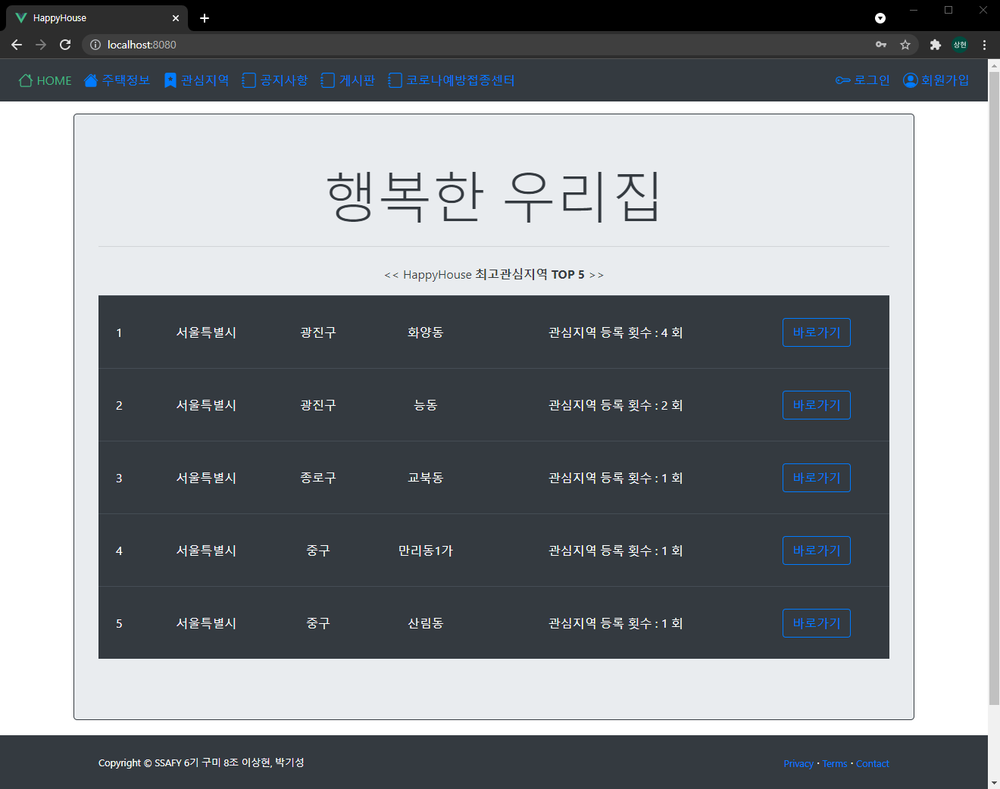 HappyHouse
localhost:8080
상현
HOME 주택정보 관심지역 공지사항 게시판 코로나예방접종센터 로그인 회원가입
행복한 우리집
<< HappyHouse 최고관심지역 TOP 5 >>
1 서울특별시 광진구 화양동 관심지역 등록 횟수 : 4 회 바로가기
2 서울특별시 광진구 능동 관심지역 등록 횟수 : 2 회 바로가기
3 서울특별시 종로구 교북동 관심지역 등록 횟수 : 1 회 바로가기
4 서울특별시 중구 만리동1가 관심지역 등록 횟수 : 1 회 바로가기
5 서울특별시 중구 산림동 관심지역 등록 횟수 : 1 회 바로가기
Copyright © SSAFY 6기 구미 8조 이상현, 박기성 Privacy · Terms · Contact